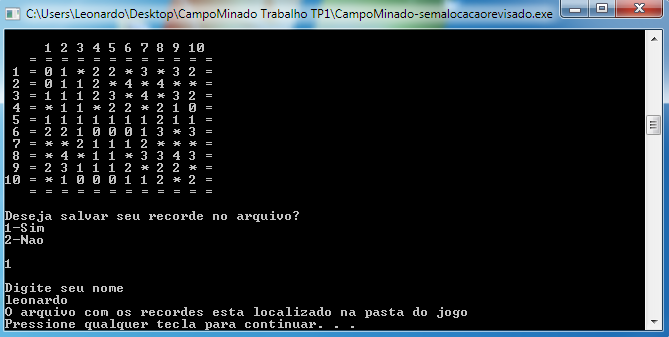 C:\Users\Leonardo\Desktop\CampoMinado Trabalho TP1\CampoMinado-semalocacaorevisado.exe
1 2 3 4 5 6 7 8 9 10
= = = = = = = = = = = =
1 = 0 1 * 2 2 * 3 * 3 2 =
2 = 0 1 1 2 * 4 * 4 * * =
3 = 1 1 1 2 3 * 4 * 3 2 =
4 = * 1 1 * 2 2 * 2 1 0 =
5 = 1 1 1 1 1 1 1 2 1 1 =
6 = 2 2 1 0 0 0 1 3 * 3 =
7 = * * 2 1 1 1 2 * * * =
8 = * 4 * 1 1 * 3 3 4 3 =
9 = 2 3 1 1 1 2 * 2 2 * =
10 = * 1 0 0 0 1 1 2 * 2 =
= = = = = = = = = = = =
Deseja salvar seu recorde no arquivo?
1-Sim
2-Nao
1
Digite seu nome
leonardo
O arquivo com os recordes esta localizado na pasta do jogo
Pressione qualquer tecla para continuar. . .